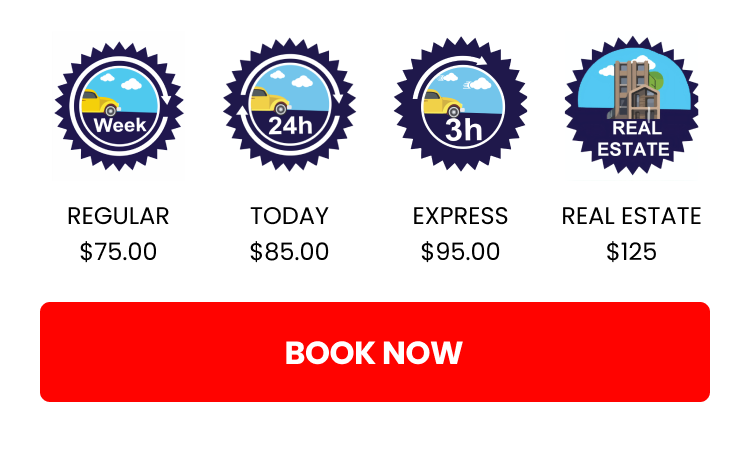 Week
24h
3h
REAL
ESTATE
REGULAR
TODAY
EXPRESS
REAL ESTATE
$75.00
$85.00
$95.00
$125
BOOK NOW